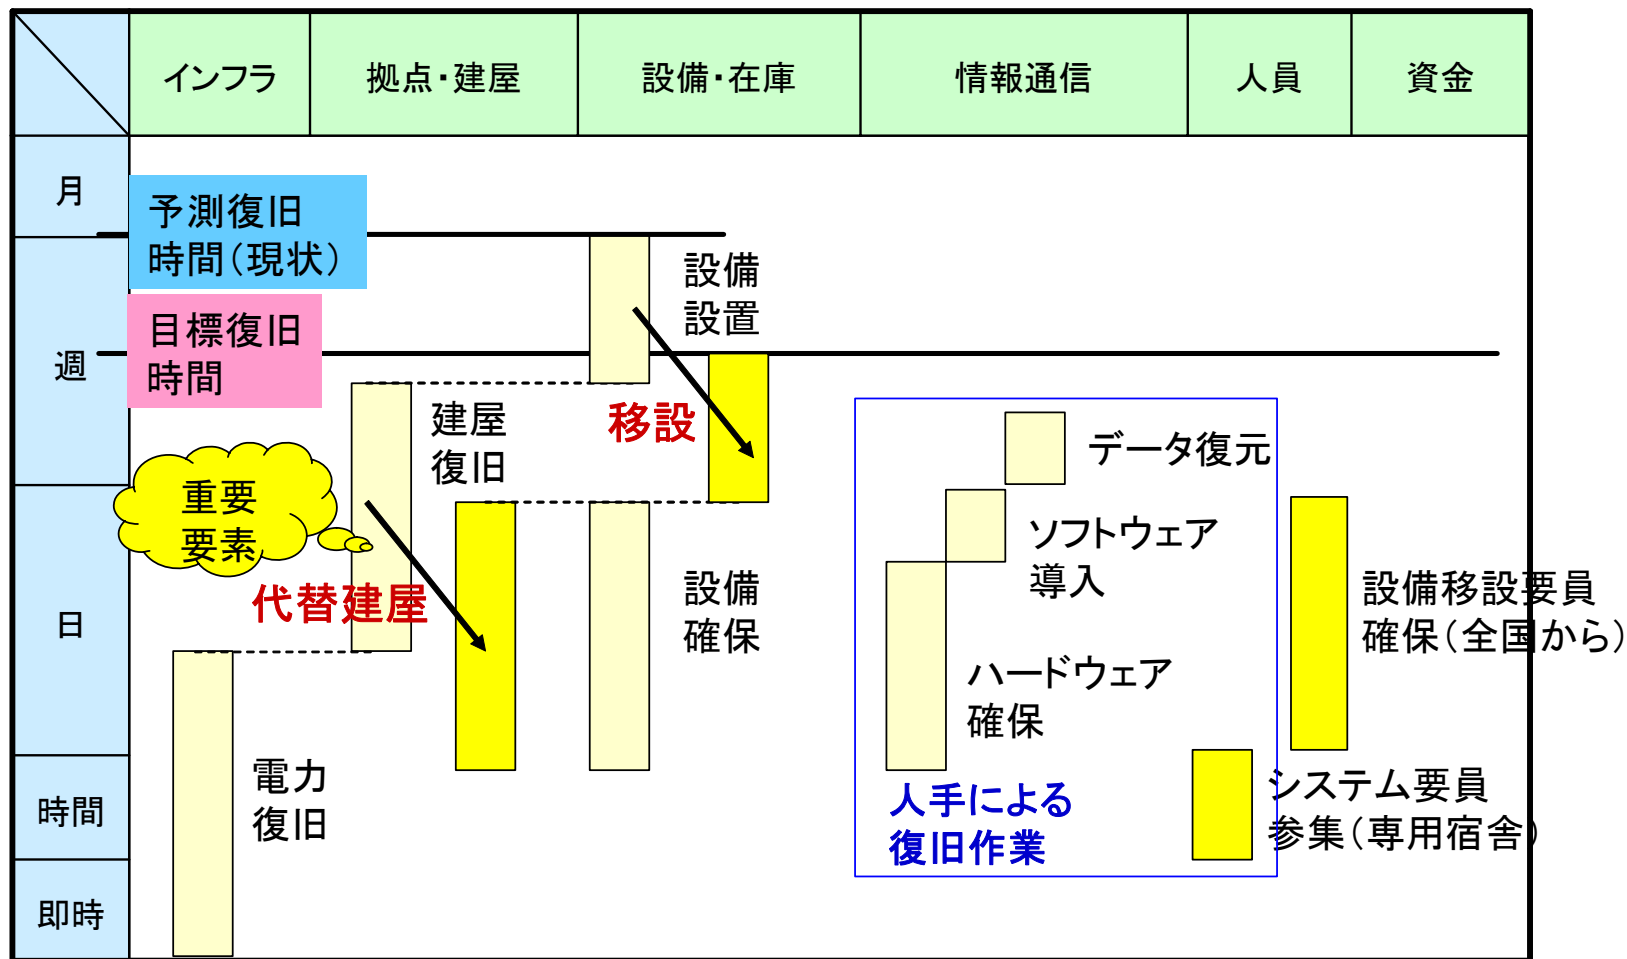 インフラ
拠点・建屋
設備・在庫
情報通信
人員
資金
月
週
日
時間
即時
予測復旧
時間（現状）
目標復旧
時間
設備
設置
移設
建屋
復旧
重要
要素
代替建屋
設備
確保
電力
復旧
データ復元
ソフトウェア
導入
ハードウェア
確保
人手による
復旧作業
設備移設要員
確保（全国から）
システム要員
参集（専用宿舎）